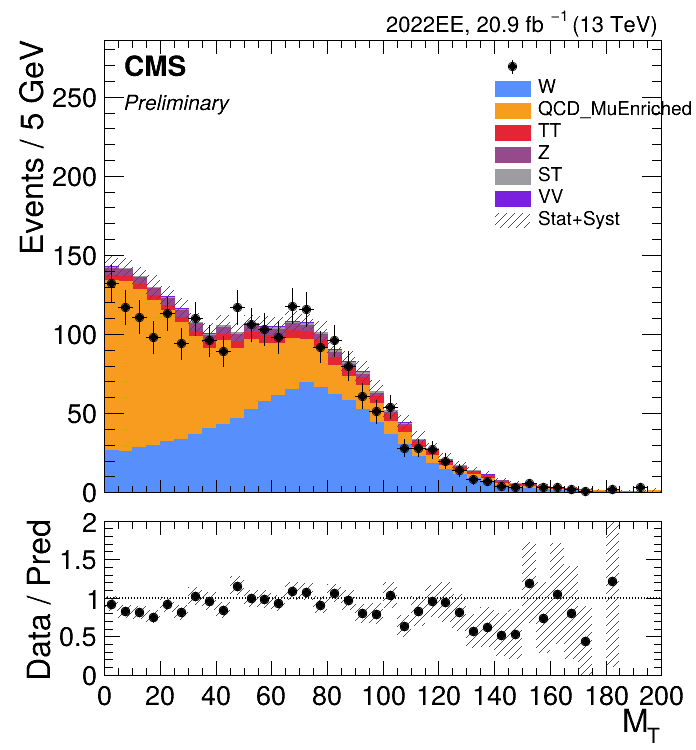 2022EE, 20.9 fb ⁻¹ (13 TeV)
Events / 5 GeV
CMS
Preliminary
W
QCD_MuEnriched
TT
Z
ST
VV
Stat+Syst
250
200
150
100
50
0
Data / Pred
2
1.5
1
0.5
0
0 20 40 60 80 100 120 140 160 180 200
M_T